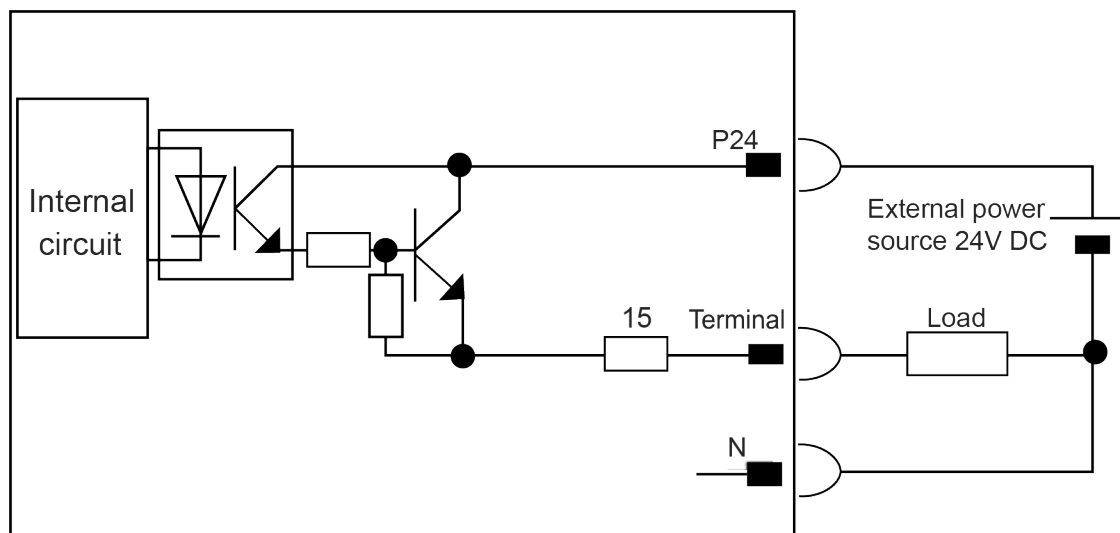 P24
Internal
circuit
External power
source 24V DC
15
Terminal
Load
N